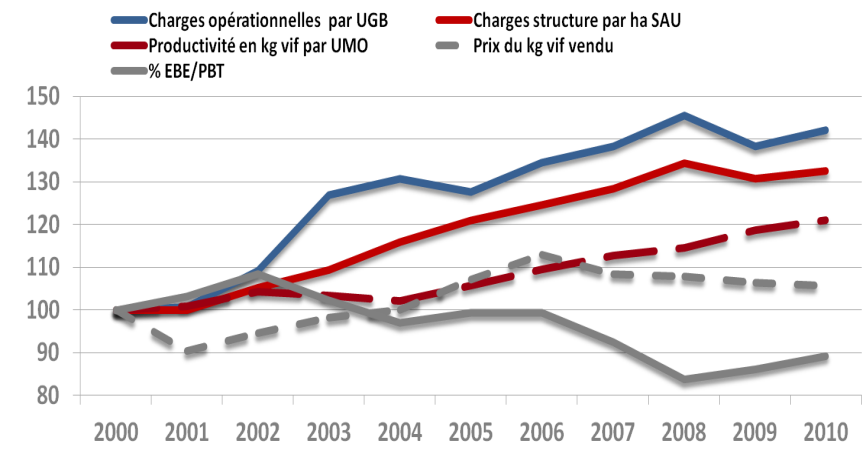 Charges opérationnelles par UGB
Charges structure par ha SAU
Productivité en kg vif par UMO
Prix du kg vif vendu
% EBE/PBT
150
140
130
120
110
100
90
80
2000 2001 2002 2003 2004 2005 2006 2007 2008 2009 2010